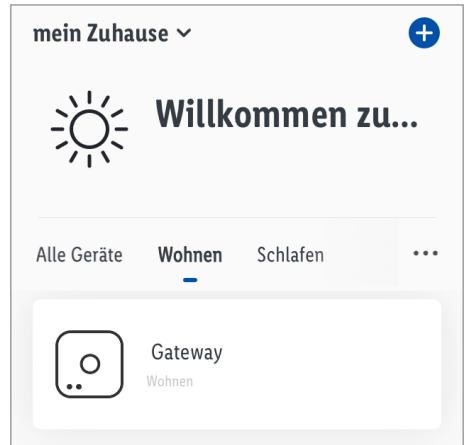 mein Zuhause
Willkommen zu...
Alle Geräte Wohnen Schlafen ...
Gateway
Wohnen